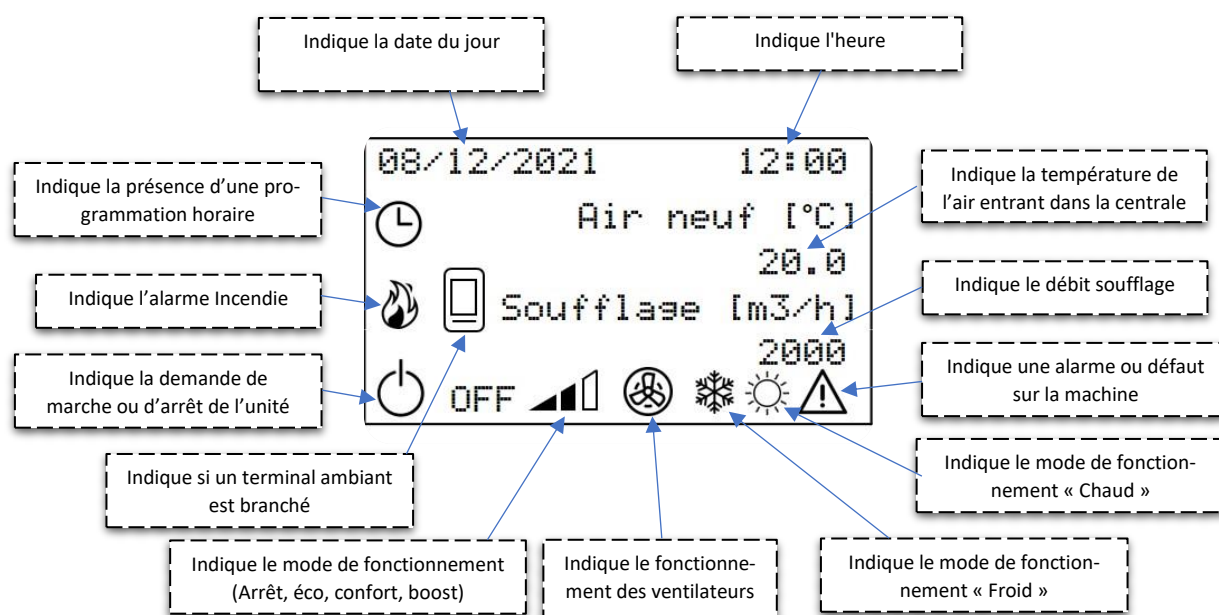 Indique la date du jour
Indique l'heure
08/12/2021 12:00
Indique la présence d’une pro-
grammation horaire
Air neuf [°C]
20.0
Indique la température de
l’air entrant dans la centrale
Indique l’alarme Incendie
Soufflage [m3/h]
2000
Indique le débit soufflage
Indique la demande de
marche ou d’arrêt de l’unité
OFF
Indique une alarme ou défaut
sur la machine
Indique si un terminal ambiant
est branché
Indique le mode de fonction-
nement « Chaud »
Indique le mode de fonctionnement
(Arrêt, éco, confort, boost)
Indique le fonctionne-
ment des ventilateurs
Indique le mode de fonction-
nement « Froid »